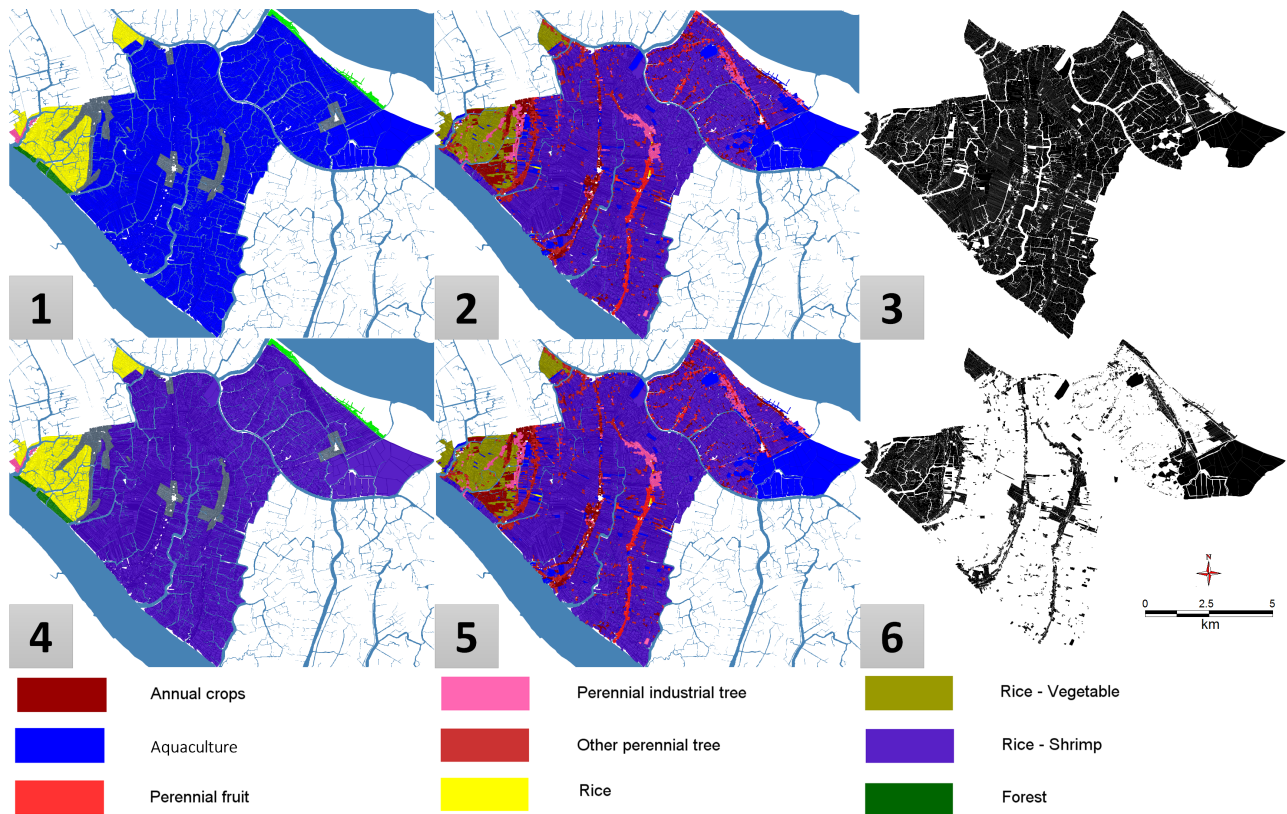 1
2
3
4
5
6
N
0 2.5 5
km
Annual crops
Perennial industrial tree
Rice - Vegetable
Aquaculture
Other perennial tree
Rice - Shrimp
Perennial fruit
Rice
Forest